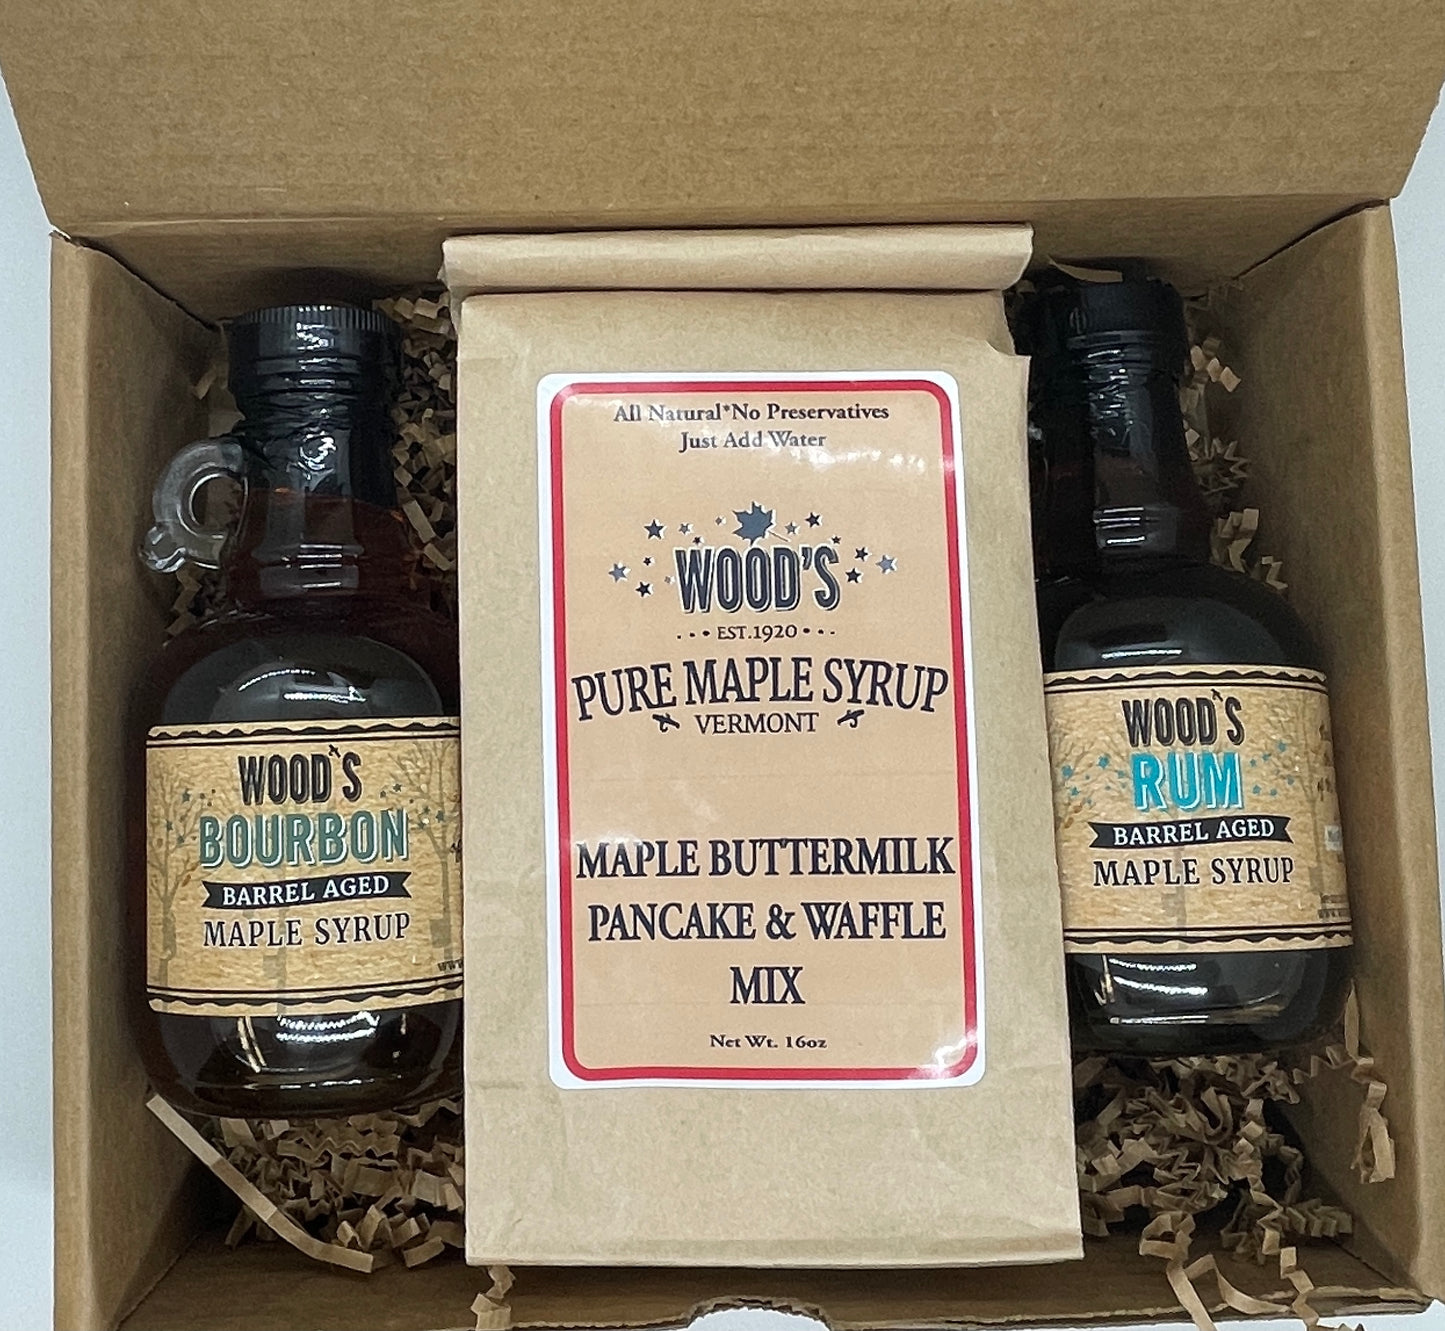 All Natural*No Preservatives
Just Add Water
WOOD'S
EST.1920
PURE MAPLE SYRUP
VERMONT
MAPLE BUTTERMILK
PANCAKE & WAFFLE
MIX
Net Wt. 16oz
WOOD'S
BOURBON
BARREL AGED
MAPLE SYRUP
WOOD'S
RUM
BARREL AGED
MAPLE SYRUP